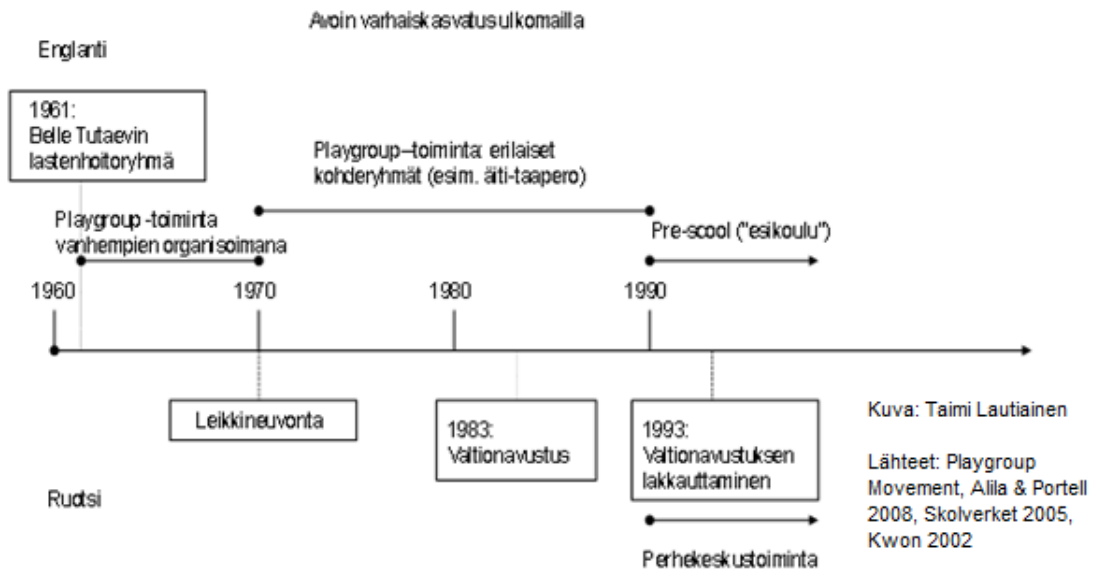 Avoin varhaiskasvatus ulkomailla
Englanti
1961:
Belle Tutaevin
lastenhoitoryhmä
Playgroup–toiminta: erilaiset
kohderyhmät (esim. äiti-taapero)
Playgroup -toiminta
vanhempien organisoimana
Pre-scool ("esikoulu")
1960
1970
1980
1990
Leikkineuvonta
1983:
Valtionavustus
1993:
Valtionavustuksen
lakkauttaminen
Kuva: Taimi Lautiainen
Lähteet: Playgroup
Movement, Alila & Portell
2008, Skolverket 2005,
Kwon 2002
Ruotsi
Perhekeskustoiminta